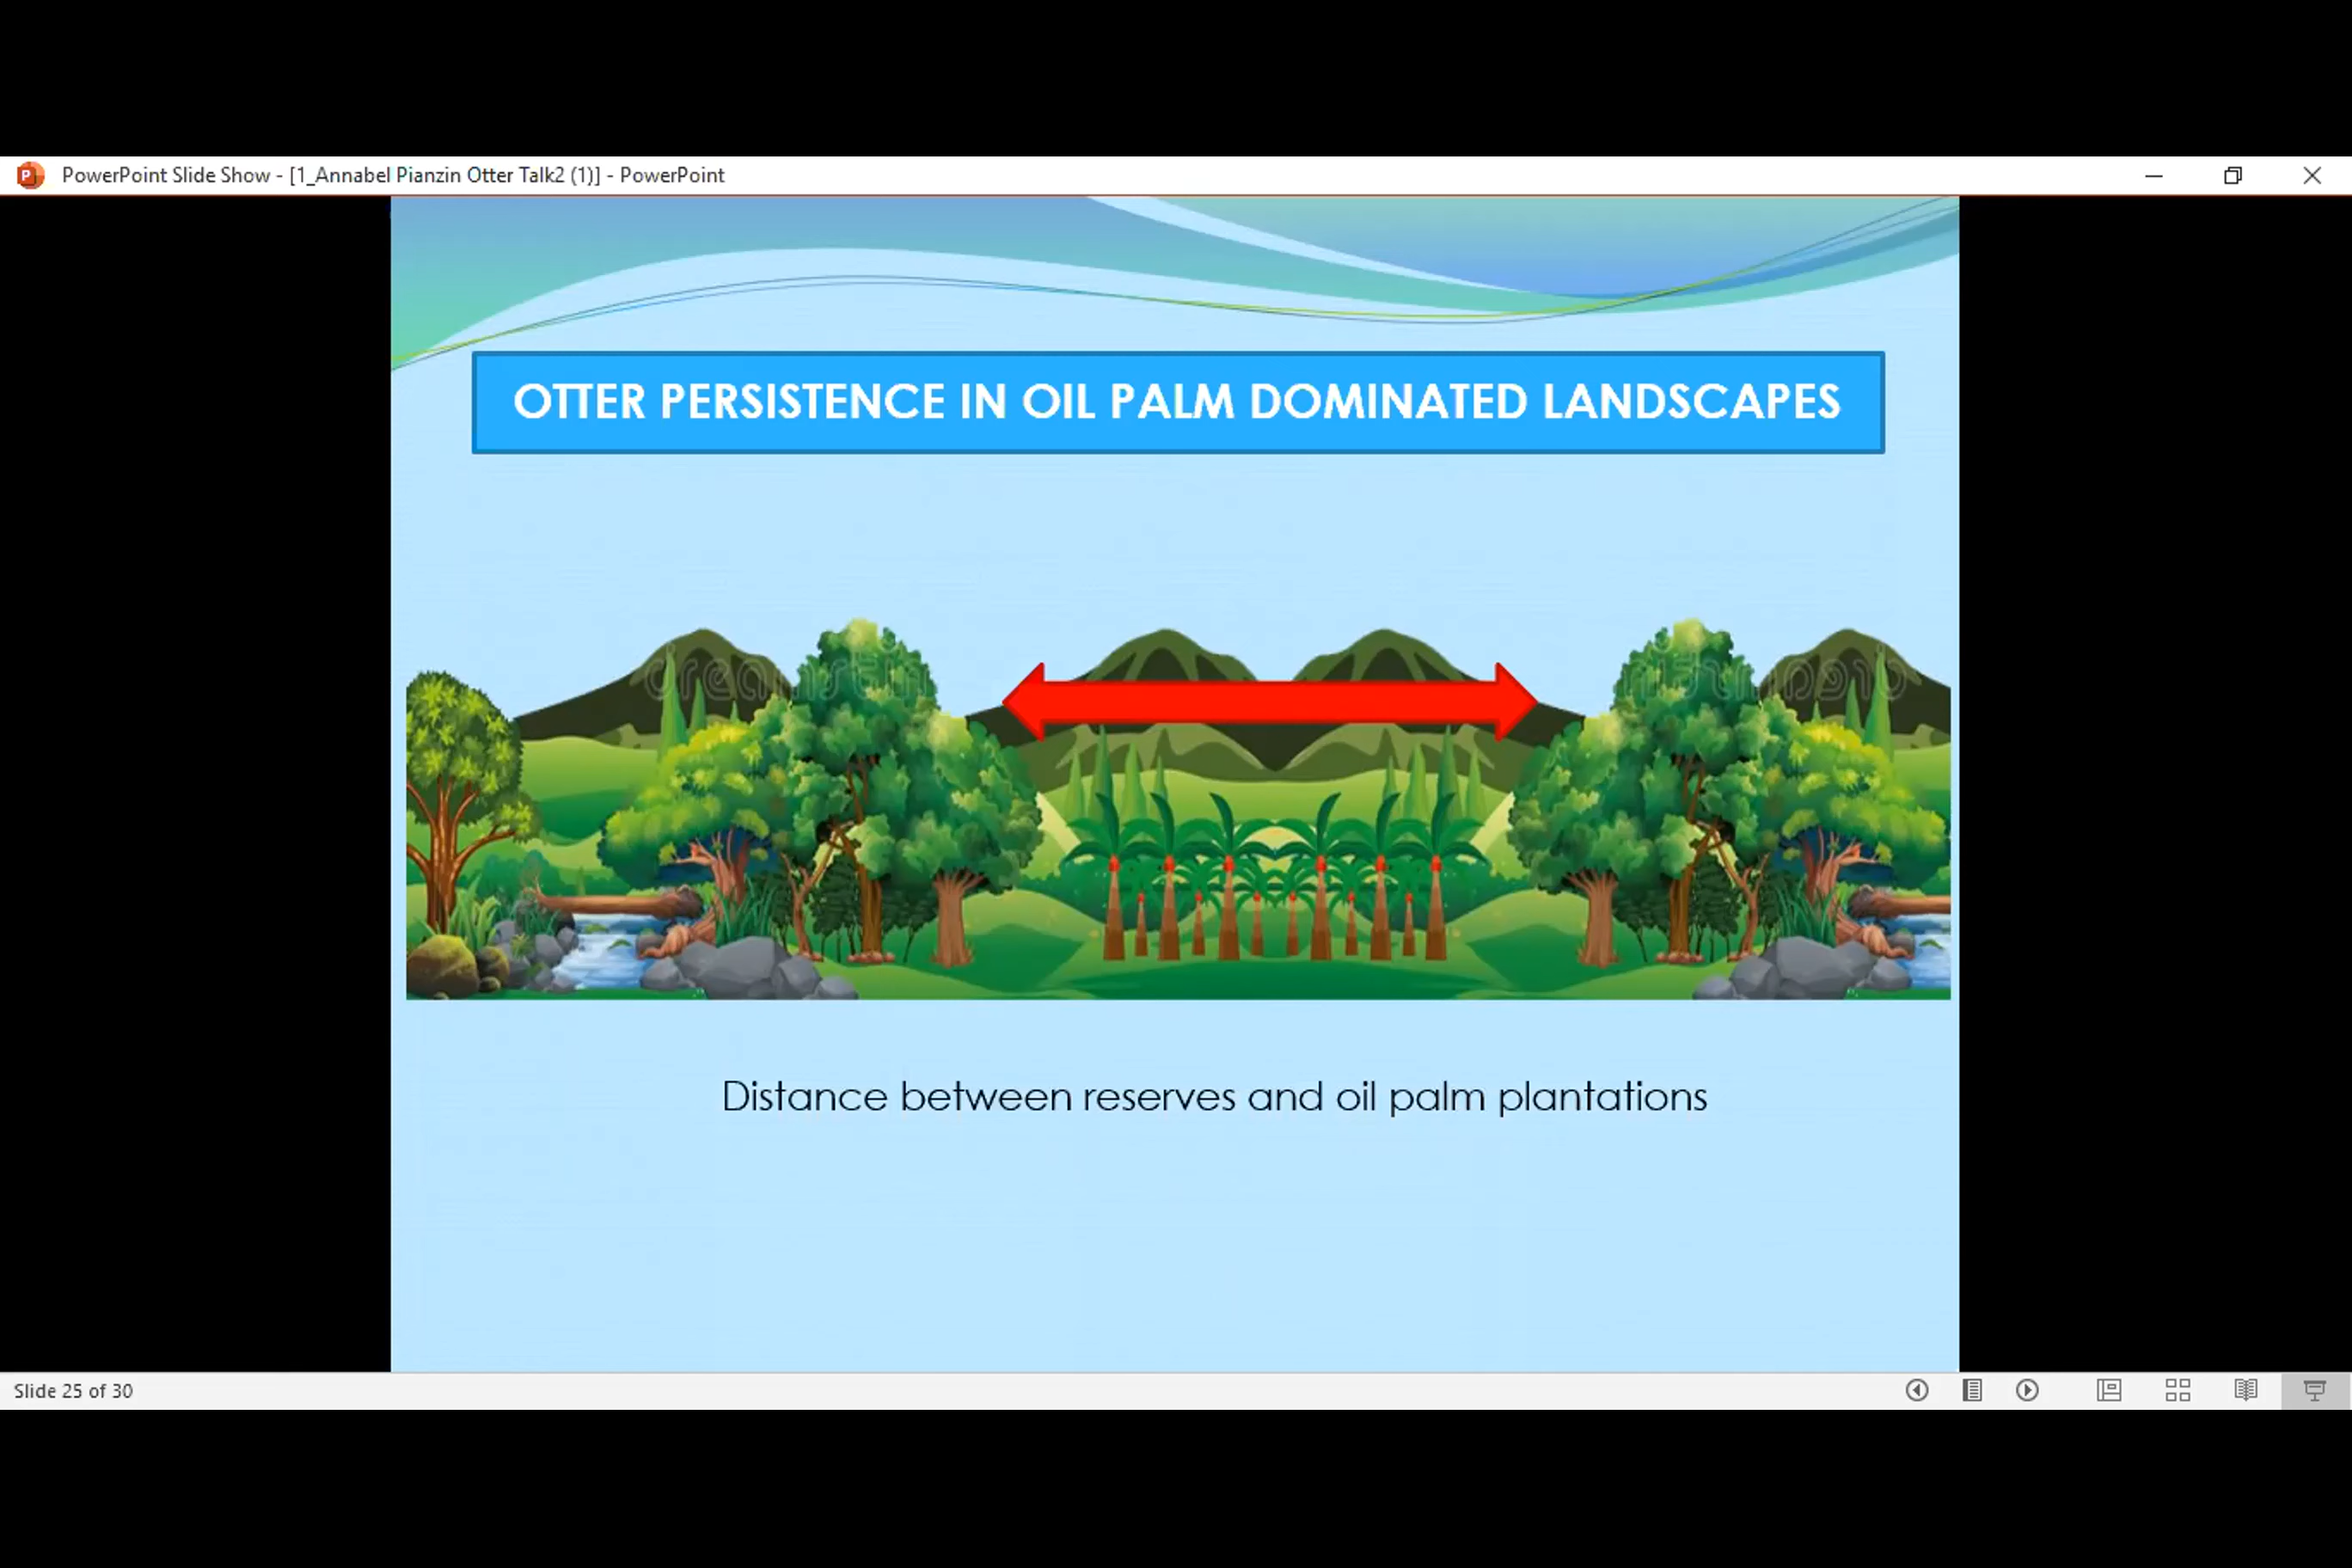 PowerPoint Slide Show - [1_Annabel Pianzin Otter Talk2 (1)] - PowerPoint
OTTER PERSISTENCE IN OIL PALM DOMINATED LANDSCAPES
Distance between reserves and oil palm plantations
Slide 25 of 30